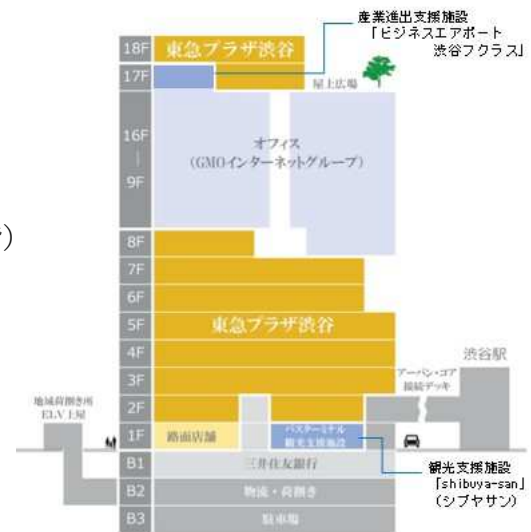 産業進出支援施設
「ビジネスエアポート
渋谷フクラス」
18F 東急プラザ渋谷
17F
屋上広場
16F
|
9F
オフィス
(GMOインターネットグループ)
)
8F
7F
6F
5F 東急プラザ渋谷
4F
3F
渋谷駅
アーバン・コア
接続デッキ
2F
地域荷捌き所
ELV上屋
1F 路面店舗
バスターミナル
観光支援施設
B1 三井住友銀行
B2 物流・荷捌き
B3 駐車場
観光支援施設
「shibuya-san」
(シブヤサン)